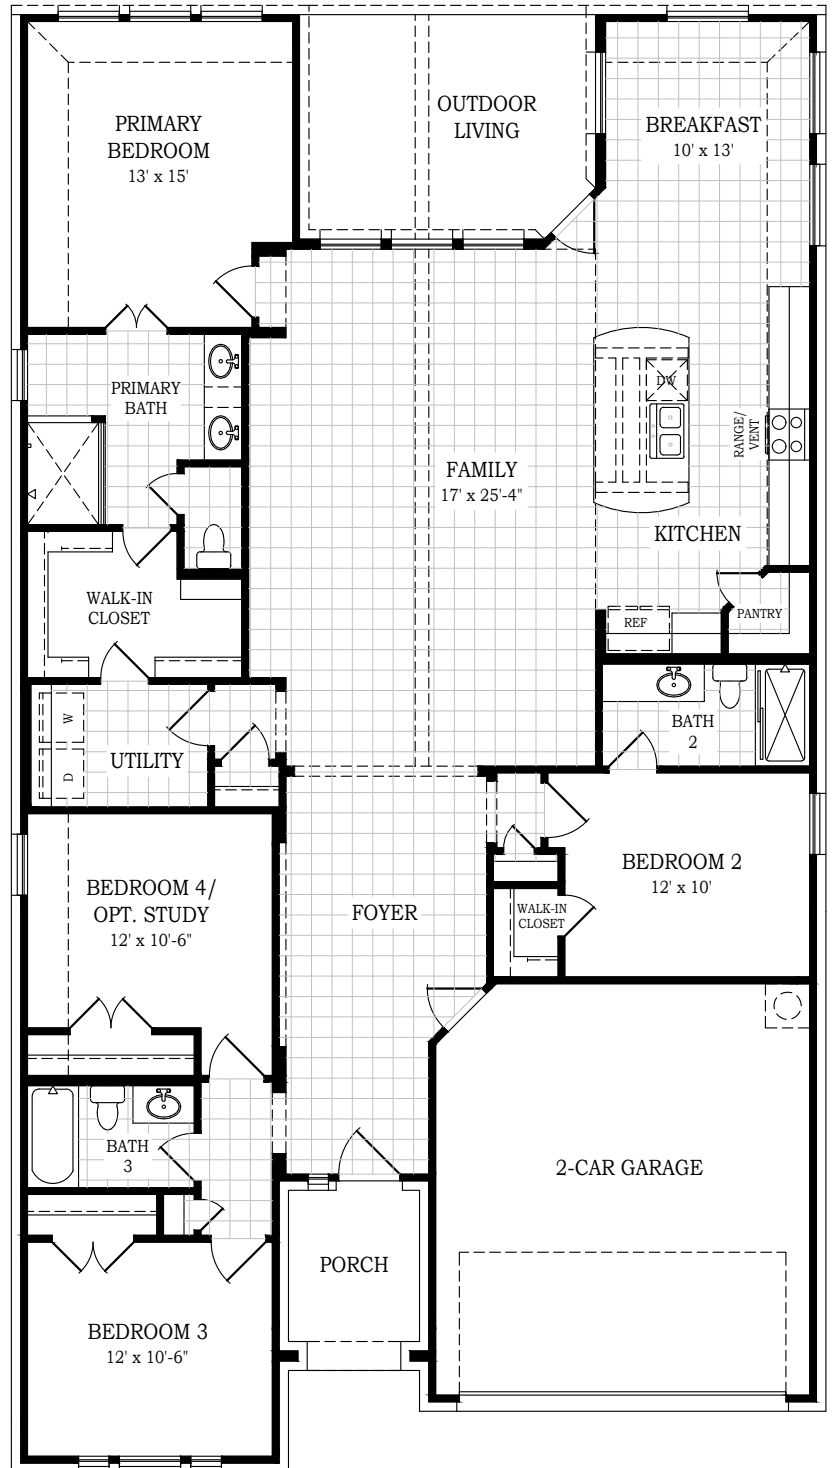 PRIMARY
BEDROOM
13' x 15'
OUTDOOR
LIVING
BREAKFAST
10' x 13'
PRIMARY
BATH
DW
RANGE/
VENT
FAMILY
17' x 25'-4"
KITCHEN
WALK-IN
CLOSET
REF
PANTRY
W
D
UTILITY
BATH
2
BEDROOM 4/
OPT. STUDY
12' x 10'-6"
FOYER
BEDROOM 2
12' x 10'
WALK-IN
CLOSET
BATH
3
2-CAR GARAGE
PORCH
BEDROOM 3
12' x 10'-6"